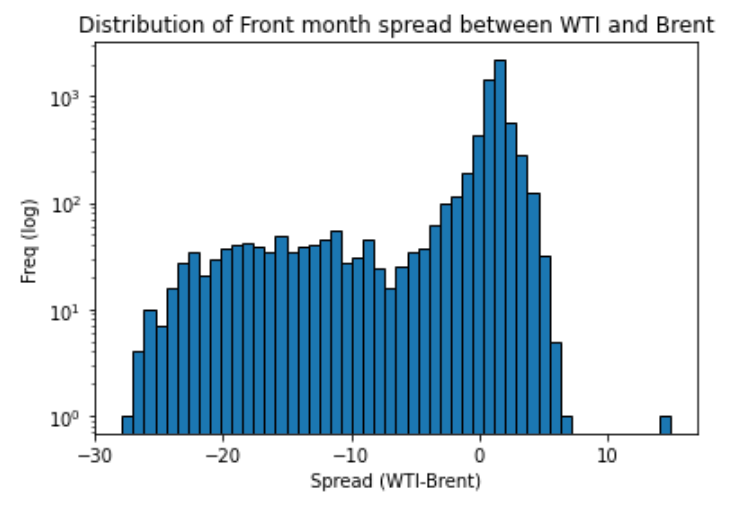 Distribution of Front month spread between WTI and Brent
Freq (log)
10³
10²
10¹
10⁰
−30 −20 −10 0 10
Spread (WTI-Brent)